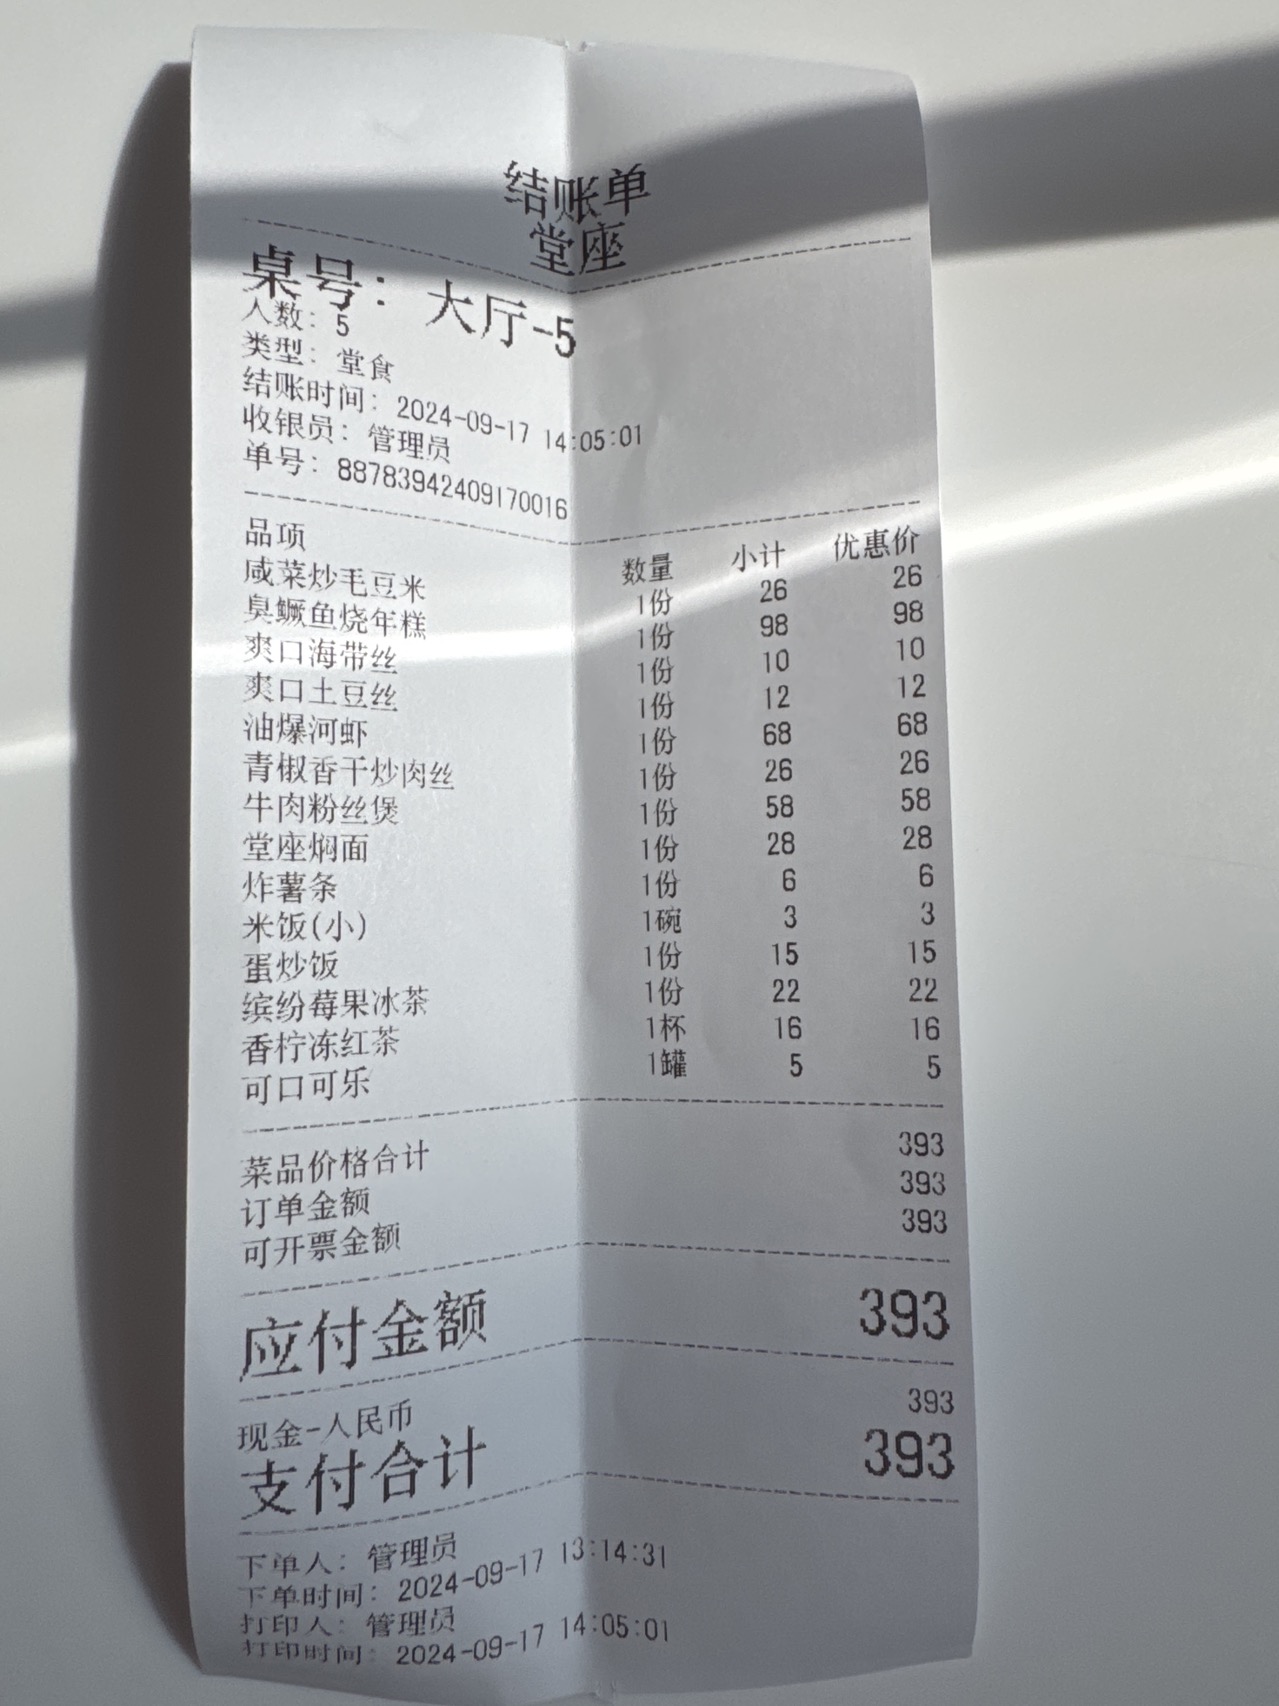 结账单
堂座
桌号: 大厅-5
人数: 5
类型: 堂食
结账时间: 2024-09-17 14:05:01
收银员: 管理员
单号: 88783942409170016
品项 数量 小计 优惠价
咸菜炒毛豆米 1份 26 26
臭鳜鱼烧年糕 1份 98 98
爽口海带丝 1份 10 10
爽口土豆丝 1份 12 12
油爆河虾 1份 68 68
青椒香干炒肉丝 1份 26 26
牛肉粉丝煲 1份 58 58
堂座焖面 1份 28 28
炸薯条 1份 6 6
米饭(小) 1碗 3 3
蛋炒饭 1份 15 15
缤纷莓果冰茶 1份 22 22
香柠冻红茶 1杯 16 16
可口可乐 1罐 5 5
菜品价格合计 393
订单金额 393
可开票金额 393
应付金额 393
现金-人民币 393
支付合计 393
下单人: 管理员
下单时间: 2024-09-17 13:14:31
打印人: 管理员
打印时间: 2024-09-17 14:05:01